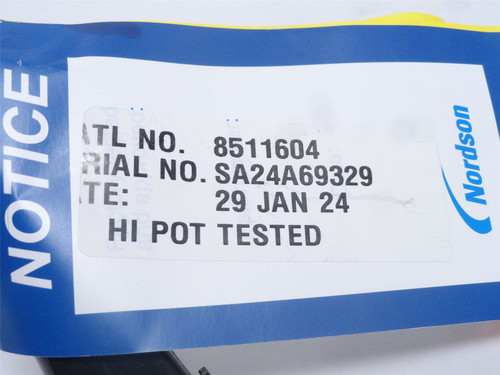 NOTICE
ATL NO. 8511604
RIAL NO. SA24A69329
ATE: 29 JAN 24
HI POT TESTED
Nordson